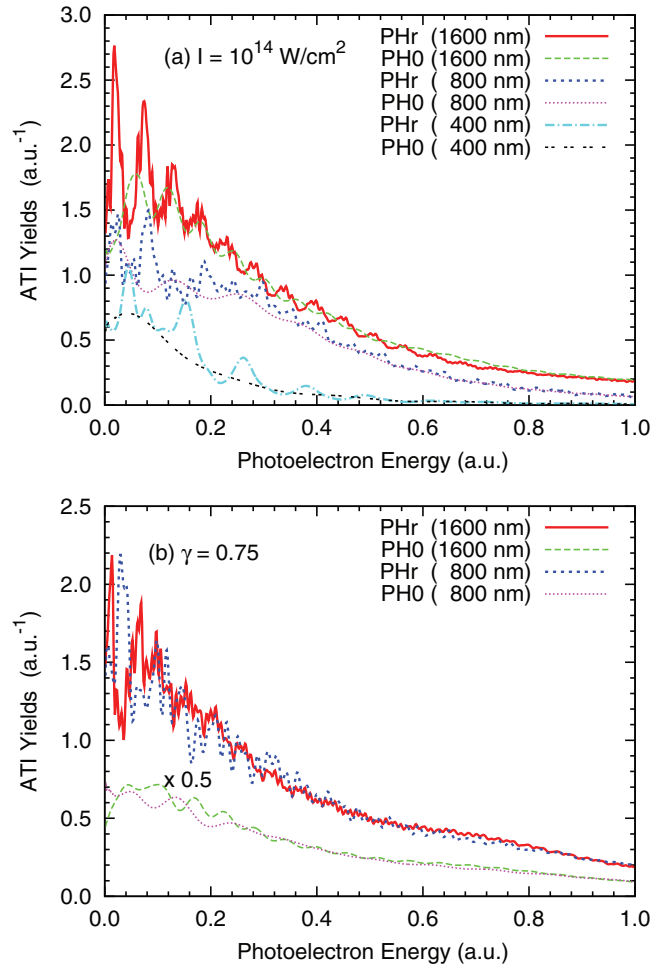 (a) I = 10^14 W/cm^2
PHr (1600 nm)
PH0 (1600 nm)
PHr ( 800 nm)
PH0 ( 800 nm)
PHr ( 400 nm)
PH0 ( 400 nm)
ATI Yields (a.u.^-1)
3.0
2.5
2.0
1.5
1.0
0.5
0.0
0.0 0.2 0.4 0.6 0.8 1.0
Photoelectron Energy (a.u.)
(b) γ = 0.75
PHr (1600 nm)
PH0 (1600 nm)
PHr ( 800 nm)
PH0 ( 800 nm)
x 0.5
ATI Yields (a.u.^-1)
2.5
2.0
1.5
1.0
0.5
0.0
0.0 0.2 0.4 0.6 0.8 1.0
Photoelectron Energy (a.u.)